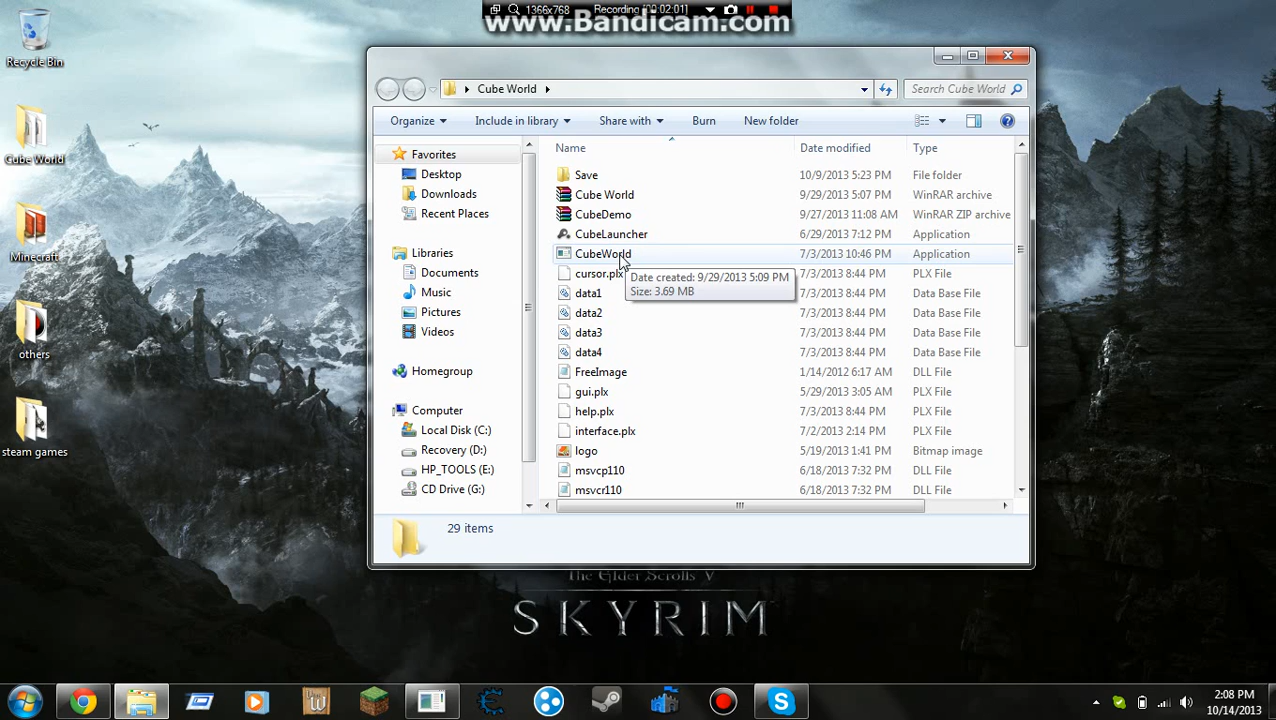 1366x768 Recording [00:02:01]
www.Bandicam.com
Recycle Bin
Cube World
Minecraft
others
steam games
Cube World
Search Cube World
Organize
Include in library
Share with
Burn
New folder
Name
Date modified
Type
Favorites
Desktop
Downloads
Recent Places
Libraries
Documents
Music
Pictures
Videos
Homegroup
Computer
Local Disk (C:)
Recovery (D:)
HP_TOOLS (E:)
CD Drive (G:)
Save 10/9/2013 5:23 PM File folder
Cube World 9/29/2013 5:07 PM WinRAR archive
CubeDemo 9/27/2013 11:08 AM WinRAR ZIP archive
CubeLauncher 6/29/2013 7:12 PM Application
CubeWorld 7/3/2013 10:46 PM Application
cursor.plx 7/3/2013 8:44 PM PLX File
Date created: 9/29/2013 5:09 PM
Size: 3.69 MB
data1 7/3/2013 8:44 PM Data Base File
data2 7/3/2013 8:44 PM Data Base File
data3 7/3/2013 8:44 PM Data Base File
data4 7/3/2013 8:44 PM Data Base File
FreeImage 1/14/2012 6:17 AM DLL File
gui.plx 5/29/2013 3:05 AM PLX File
help.plx 7/3/2013 8:44 PM PLX File
interface.plx 7/2/2013 2:14 PM PLX File
logo 5/19/2013 1:41 PM Bitmap image
msvcp110 6/18/2013 7:32 PM DLL File
msvcr110 6/18/2013 7:32 PM DLL File
29 items
The Elder Scrolls V
SKYRIM
2:08 PM
10/14/2013